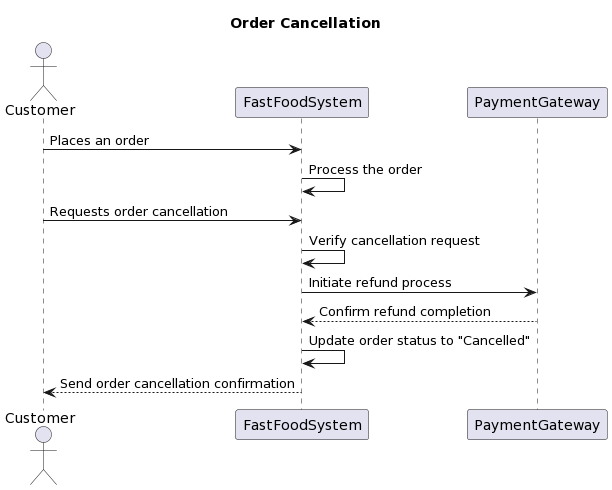 Order Cancellation
Customer
FastFoodSystem
PaymentGateway
Places an order
Process the order
Requests order cancellation
Verify cancellation request
Initiate refund process
Confirm refund completion
Update order status to "Cancelled"
Send order cancellation confirmation
Customer
FastFoodSystem
PaymentGateway